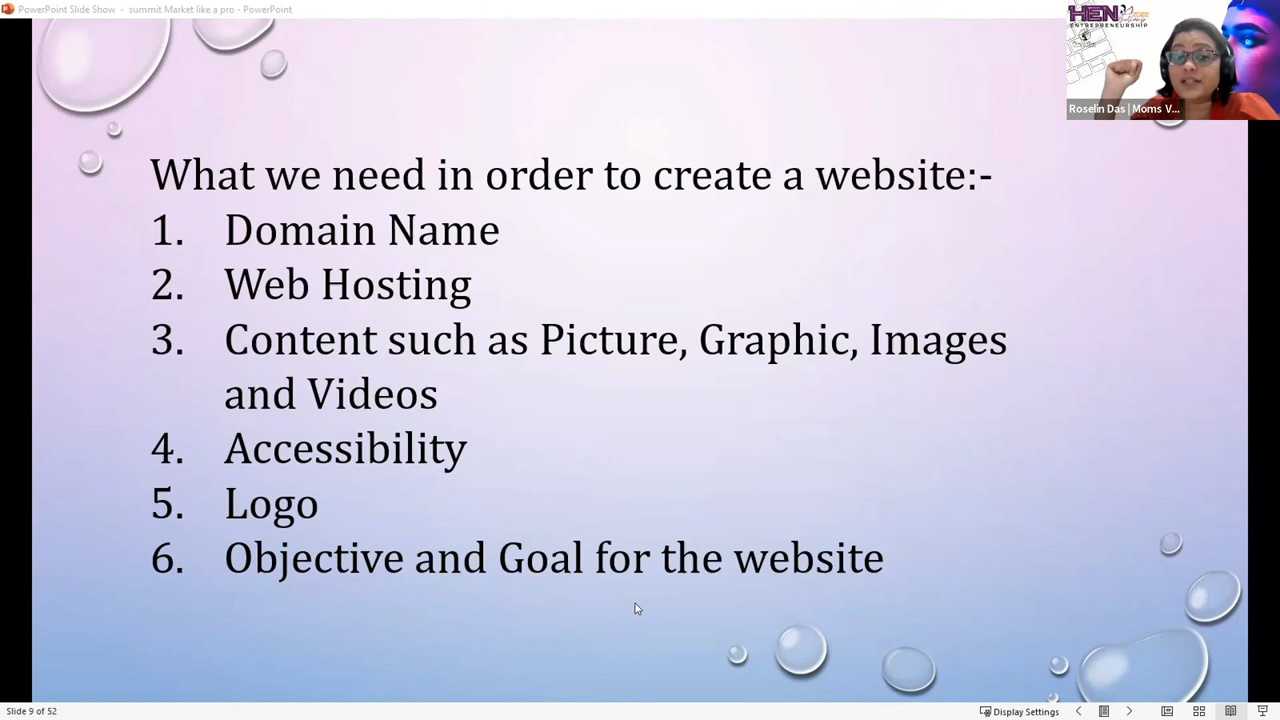 PowerPoint Slide Show - summit Market like a pro - PowerPoint
HEN
ENTREPRENEURSHIP
Roselin Das | Moms V...
What we need in order to create a website:-
1. Domain Name
2. Web Hosting
3. Content such as Picture, Graphic, Images
and Videos
4. Accessibility
5. Logo
6. Objective and Goal for the website
Slide 9 of 52
Display Settings